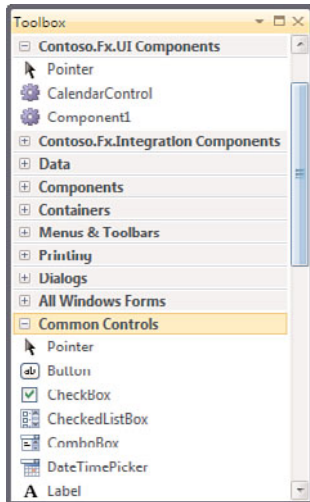 Toolbox
Contoso.Fx.UI Components
Pointer
CalendarControl
Component1
Contoso.Fx.Integration Components
Data
Components
Containers
Menus & Toolbars
Printing
Dialogs
All Windows Forms
Common Controls
Pointer
ab Button
CheckBox
CheckedListBox
ComboBox
DateTimePicker
A Label